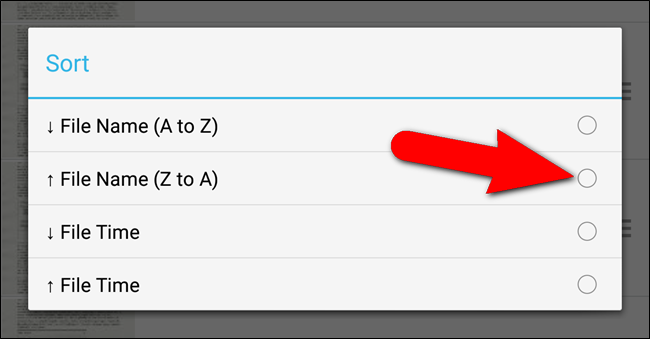 Sort
↓ File Name (A to Z)
↑ File Name (Z to A)
↓ File Time
↑ File Time